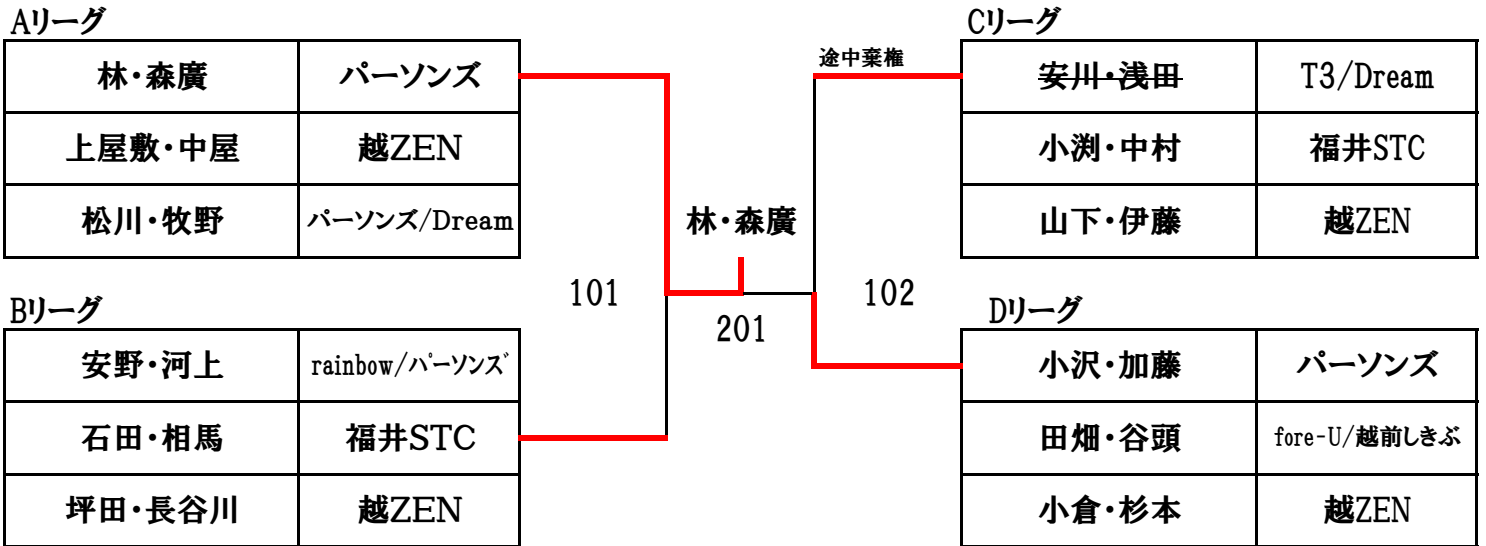 Aリーグ
林・森廣 パーソンズ
上屋敷・中屋 越ZEN
松川・牧野 パーソンズ/Dream
Bリーグ
安野・河上 rainbow/パーソンズ
石田・相馬 福井STC
坪田・長谷川 越ZEN
101
林・森廣
201
102
途中棄権
Cリーグ
安川・浅田 T3/Dream
小渕・中村 福井STC
山下・伊藤 越ZEN
Dリーグ
小沢・加藤 パーソンズ
田畑・谷頭 fore-U/越前しきぶ
小倉・杉本 越ZEN